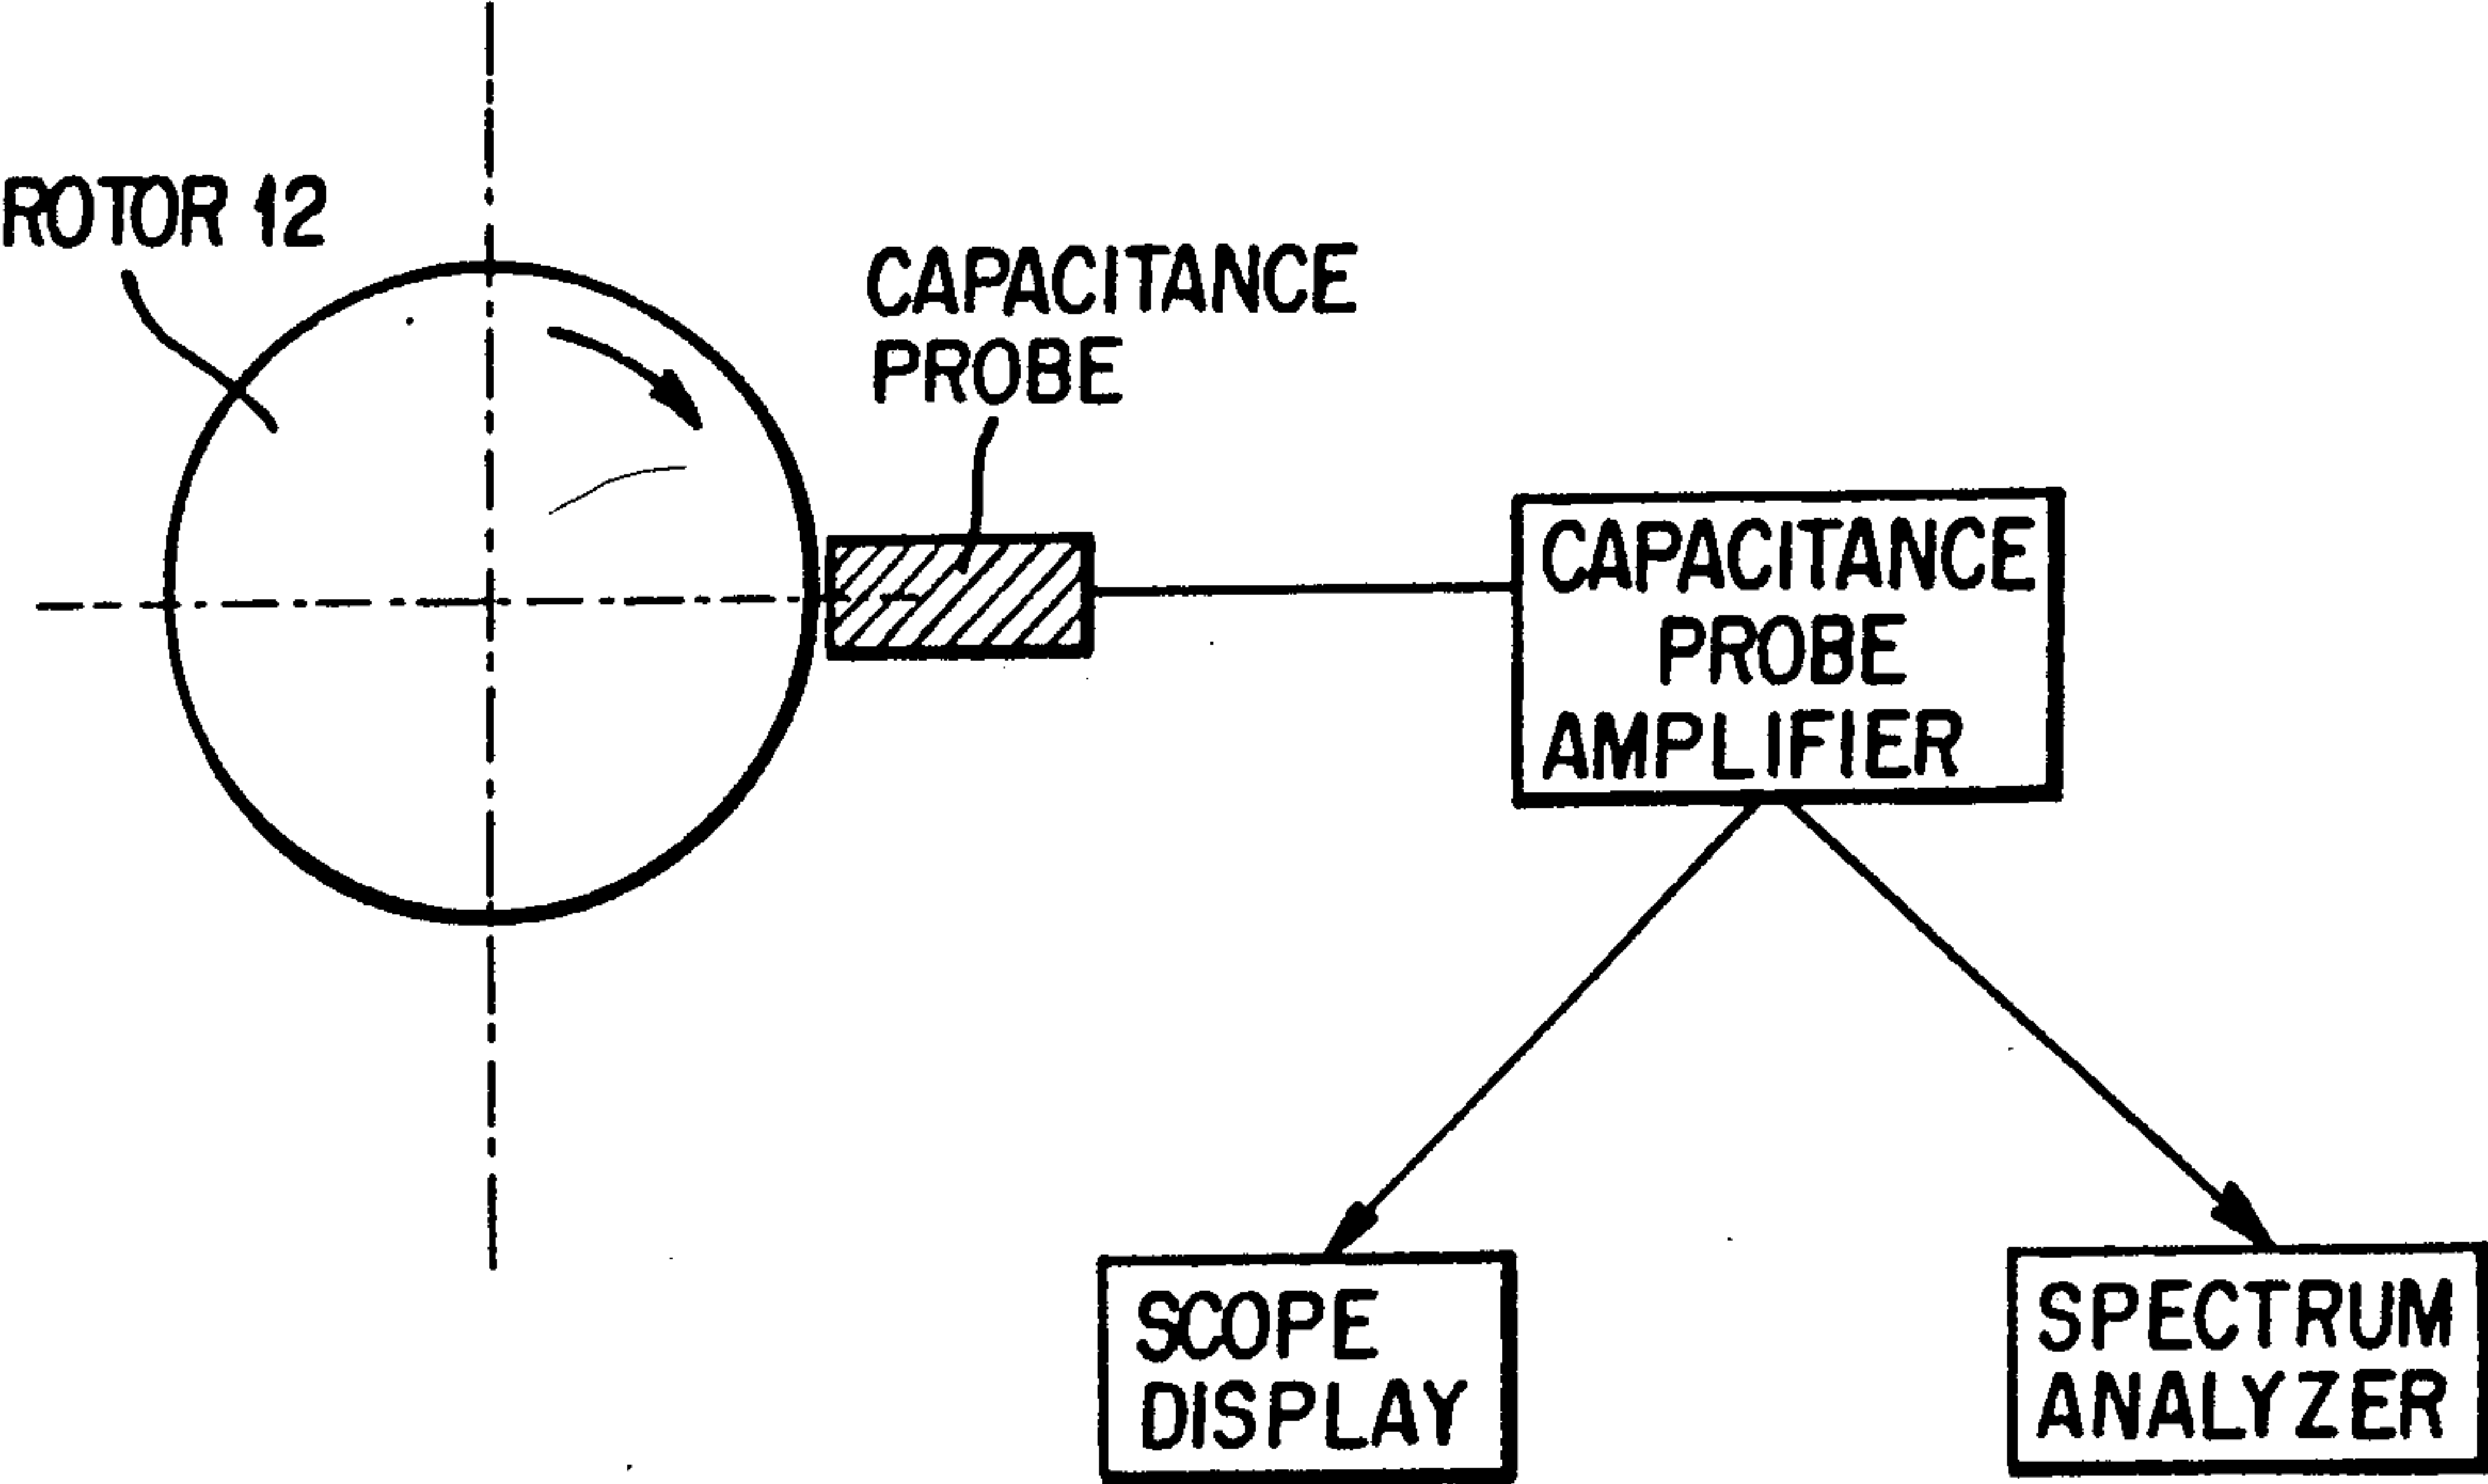 ROTOR 12
CAPACITANCE
PROBE
CAPACITANCE
PROBE
AMPLIFIER
SCOPE
DISPLAY
SPECTRUM
ANALYZER